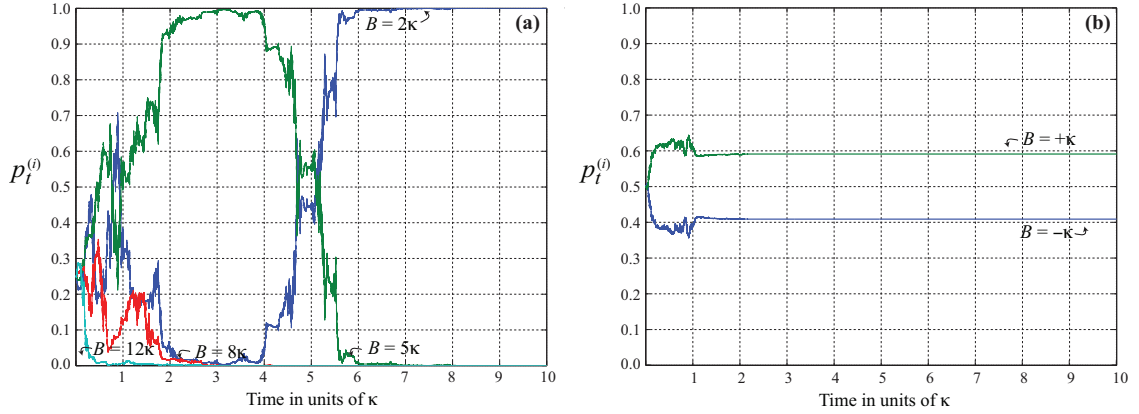 1.0
0.9
0.8
0.7
0.6
0.5
0.4
0.3
0.2
0.1
0.0
p_t^{(i)}
(a)
B = 2κ
B = 12κ
B = 8κ
B = 5κ
1 2 3 4 5 6 7 8 9 10
Time in units of κ
1.0
0.9
0.8
0.7
0.6
0.5
0.4
0.3
0.2
0.1
0.0
p_t^{(i)}
(b)
B = +κ
B = −κ
1 2 3 4 5 6 7 8 9 10
Time in units of κ